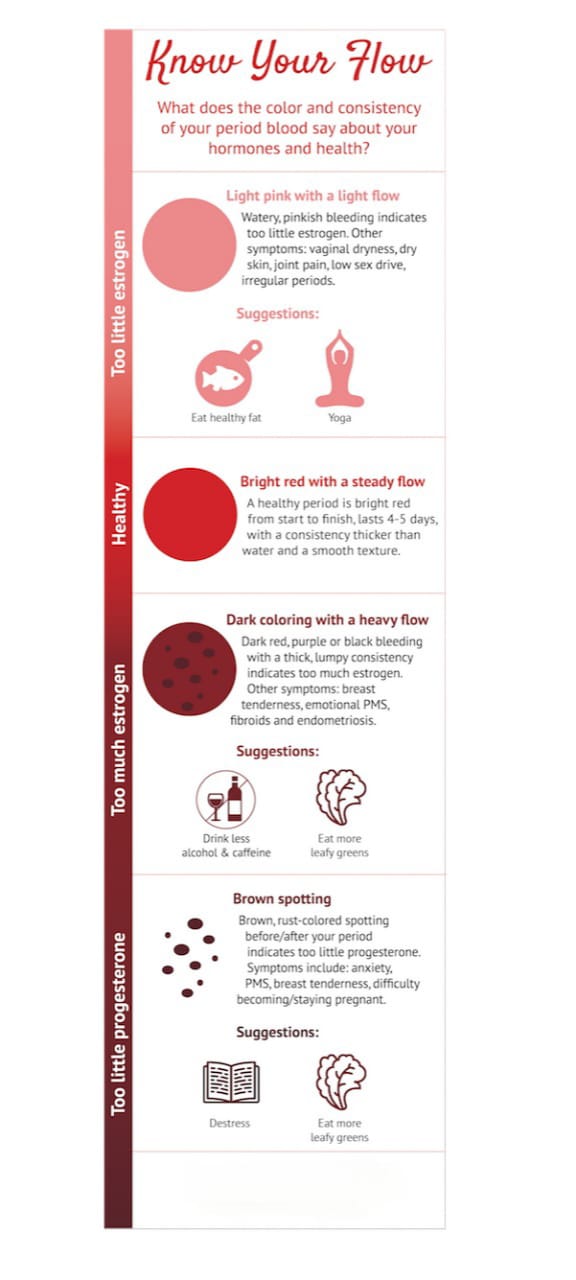 Know Your Flow
What does the color and consistency
of your period blood say about your
hormones and health?
Too little estrogen
Light pink with a light flow
Watery, pinkish bleeding indicates
too little estrogen. Other
symptoms: vaginal dryness, dry
skin, joint pain, low sex drive,
irregular periods.
Suggestions:
Eat healthy fat
Yoga
Healthy
Bright red with a steady flow
A healthy period is bright red
from start to finish, lasts 4-5 days,
with a consistency thicker than
water and a smooth texture.
Too much estrogen
Dark coloring with a heavy flow
Dark red, purple or black bleeding
with a thick, lumpy consistency
indicates too much estrogen.
Other symptoms: breast
tenderness, emotional PMS,
fibroids and endometriosis.
Suggestions:
Drink less
alcohol & caffeine
Eat more
leafy greens
Too little progesterone
Brown spotting
Brown, rust-colored spotting
before/after your period
indicates too little progesterone.
Symptoms include: anxiety,
PMS, breast tenderness, difficulty
becoming/staying pregnant.
Suggestions:
Destress
Eat more
leafy greens